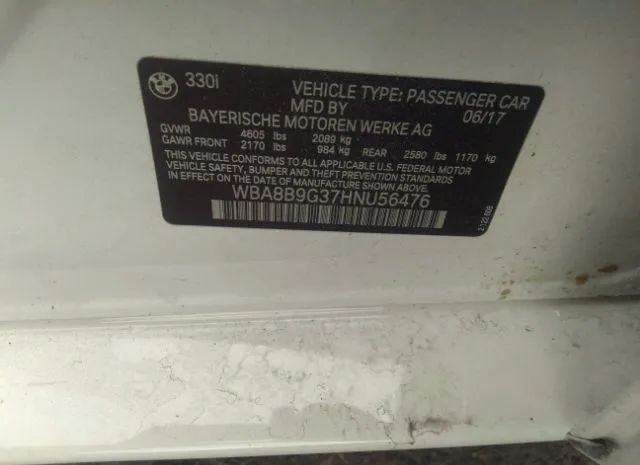 330i
VEHICLE TYPE: PASSENGER CAR
MFD BY 06/17
BAYERISCHE MOTOREN WERKE AG
GVWR 4605 lbs 2089 kg
GAWR FRONT 2170 lbs 984 kg REAR 2580 lbs 1170 kg
THIS VEHICLE CONFORMS TO ALL APPLICABLE U.S. FEDERAL MOTOR
VEHICLE SAFETY, BUMPER, AND THEFT PREVENTION STANDARDS
IN EFFECT ON THE DATE OF MANUFACTURE SHOWN ABOVE.
WBA8B9G37HNU56476